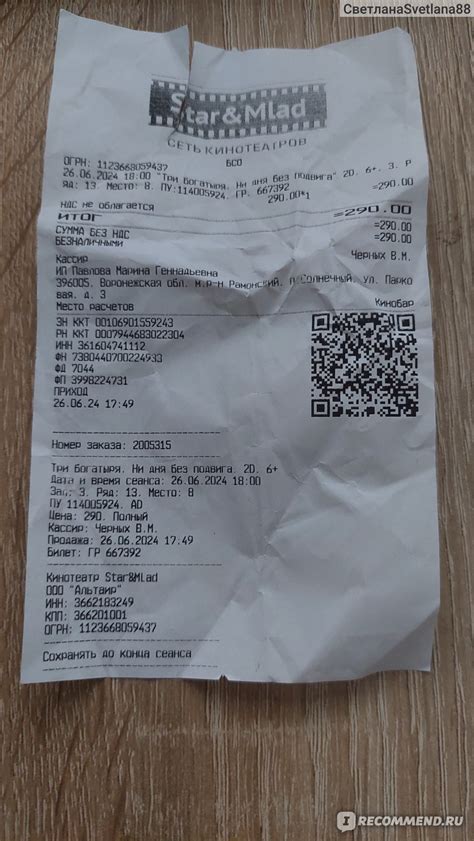 СветланаSvetlana88
Star&Mlad
СЕТЬ КИНОТЕАТРОВ
БСО
ОГРН: 1123668059437
26.06.2024 18:00 "Три богатыря. Ни дня без подвига" 2D. 6+. З. Р
яд: 13. Место: 8. ПУ:114005924. ГР: 667392
290.00*1 =290.00
НДС не облагается
ИТОГ =290.00
СУММА БЕЗ НДС =290.00
БЕЗНАЛИЧНЫМИ =290.00
Кассир Черных В.М.
ИП Павлова Марина Геннадьевна
396005. Воронежская обл. м.р-н Рамонский. п.Солнечный. ул. Парко
вая. д. 3
Место расчетов Кинобар
ЗН ККТ 00106901559243
РН ККТ 0007944683022304
ИНН 361604741112
ФН 7380440700224933
ФД 7044
ФП 3998224731
ПРИХОД
26.06.24 17:49
Номер заказа: 2005315
Три Богатыря. Ни дня без подвига. 2D. 6+
Дата и время сеанса: 26.06.2024 18:00
Зал: 3. Ряд: 13. Место: 8
ПУ 114005924. AD
Цена: 290. Полный
Кассир: Черных В.М.
Продажа: 26.06.2024 17:49
Билет: ГР 667392
Кинотеатр Star&MLad
ООО "Альтаир"
ИНН: 3662183249
КПП: 366201001
ОГРН: 1123668059437
Сохранять до конца сеанса
I RECOMMEND.RU